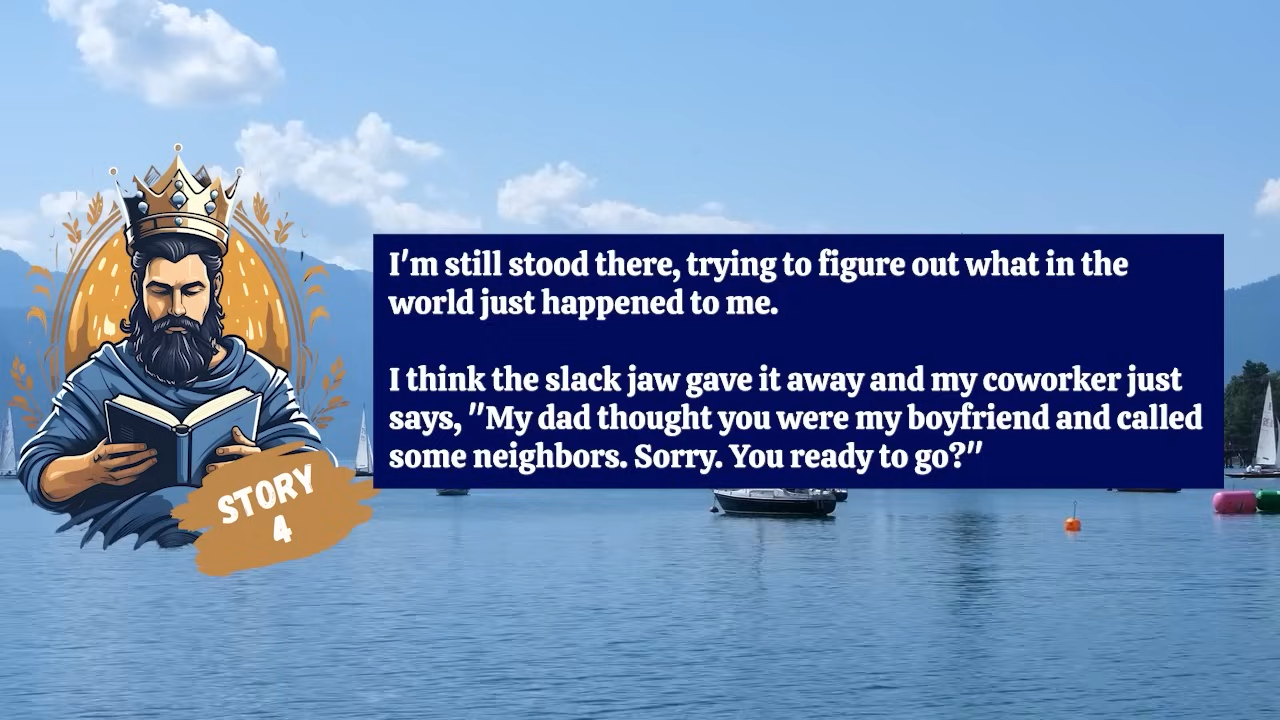 I'm still stood there, trying to figure out what in the
world just happened to me.
I think the slack jaw gave it away and my coworker just
says, "My dad thought you were my boyfriend and called
some neighbors. Sorry. You ready to go?"
STORY
4